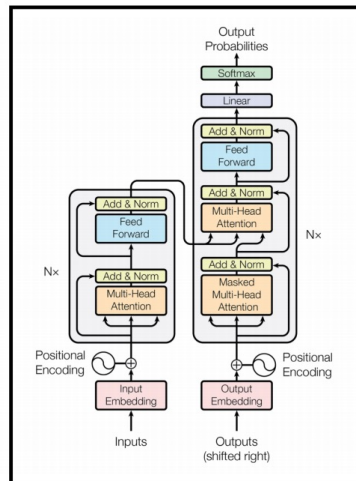 Output
Probabilities
Softmax
Linear
Add & Norm
Feed
Forward
Add & Norm
Multi-Head
Attention
Add & Norm
Masked
Multi-Head
Attention
Nx
Add & Norm
Feed
Forward
Add & Norm
Multi-Head
Attention
Nx
Positional
Encoding
Positional
Encoding
Input
Embedding
Output
Embedding
Inputs
Outputs
(shifted right)